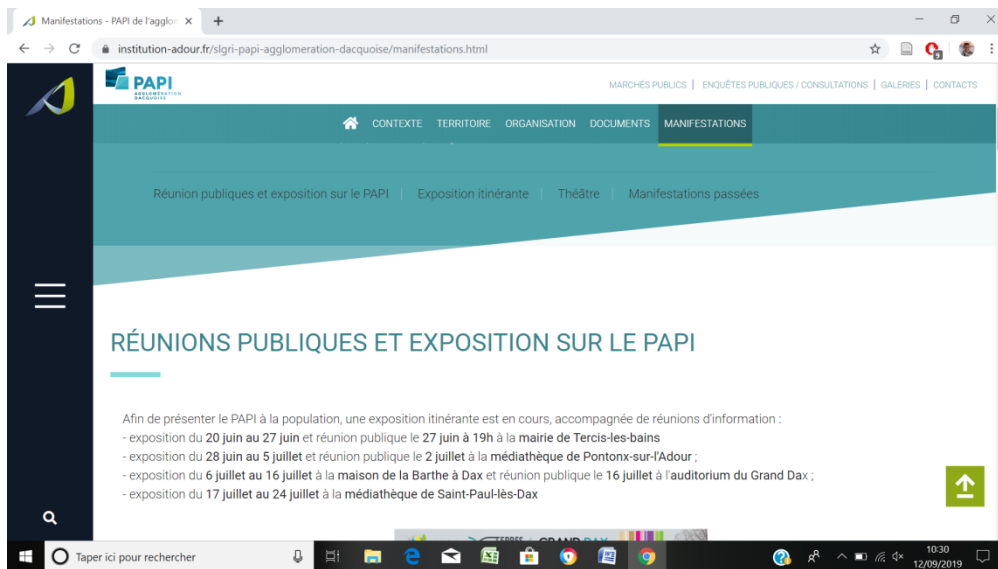 Manifestations - PAPI de l'agglom
institution-adour.fr/slgri-papi-agglomeration-dacquoise/manifestations.html
PAPI
AGGLOMÉRATION
DACQUOISE
MARCHÉS PUBLICS | ENQUÊTES PUBLIQUES / CONSULTATIONS | GALERIES | CONTACTS
CONTEXTE TERRITOIRE ORGANISATION DOCUMENTS MANIFESTATIONS
Réunion publiques et exposition sur le PAPI | Exposition itinérante | Théâtre | Manifestations passées
RÉUNIONS PUBLIQUES ET EXPOSITION SUR LE PAPI
Afin de présenter le PAPI à la population, une exposition itinérante est en cours, accompagnée de réunions d'information :
- exposition du 20 juin au 27 juin et réunion publique le 27 juin à 19h à la mairie de Tercis-les-bains
- exposition du 28 juin au 5 juillet et réunion publique le 2 juillet à la médiathèque de Pontonx-sur-l'Adour ;
- exposition du 6 juillet au 16 juillet à la maison de la Barthe à Dax et réunion publique le 16 juillet à l'auditorium du Grand Dax ;
- exposition du 17 juillet au 24 juillet à la médiathèque de Saint-Paul-lès-Dax
GRAND DAX
Taper ici pour rechercher
10:30
12/09/2019